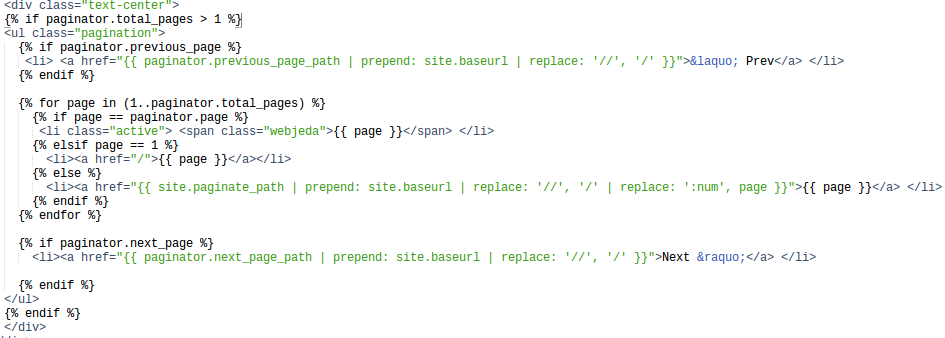 <div class="text-center">
{% if paginator.total_pages > 1 %}
<ul class="pagination">
  {% if paginator.previous_page %}
   <li> <a href="{{ paginator.previous_page_path | prepend: site.baseurl | replace: '//', '/' }}">&laquo; Prev</a> </li>
  {% endif %}

  {% for page in (1..paginator.total_pages) %}
    {% if page == paginator.page %}
     <li class="active"> <span class="webjeda">{{ page }}</span> </li>
    {% elsif page == 1 %}
      <li><a href="/">{{ page }}</a></li>
    {% else %}
      <li><a href="{{ site.paginate_path | prepend: site.baseurl | replace: '//', '/' | replace: ':num', page }}">{{ page }}</a> </li>
    {% endif %}
  {% endfor %}

  {% if paginator.next_page %}
    <li><a href="{{ paginator.next_page_path | prepend: site.baseurl | replace: '//', '/' }}">Next &raquo;</a> </li>

  {% endif %}
</ul>
{% endif %}
</div>